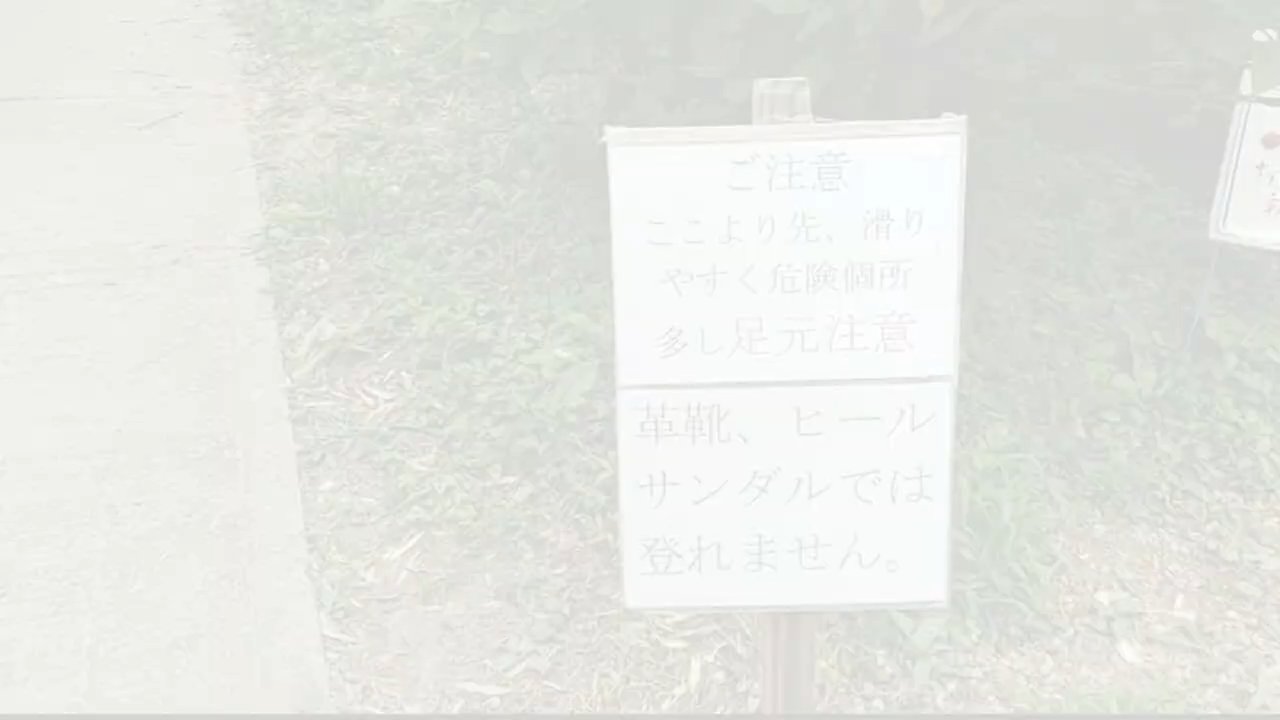 ご注意
ここより先、滑り
やすく危険個所
多し足元注意
革靴、ヒール
サンダルでは
登れません。